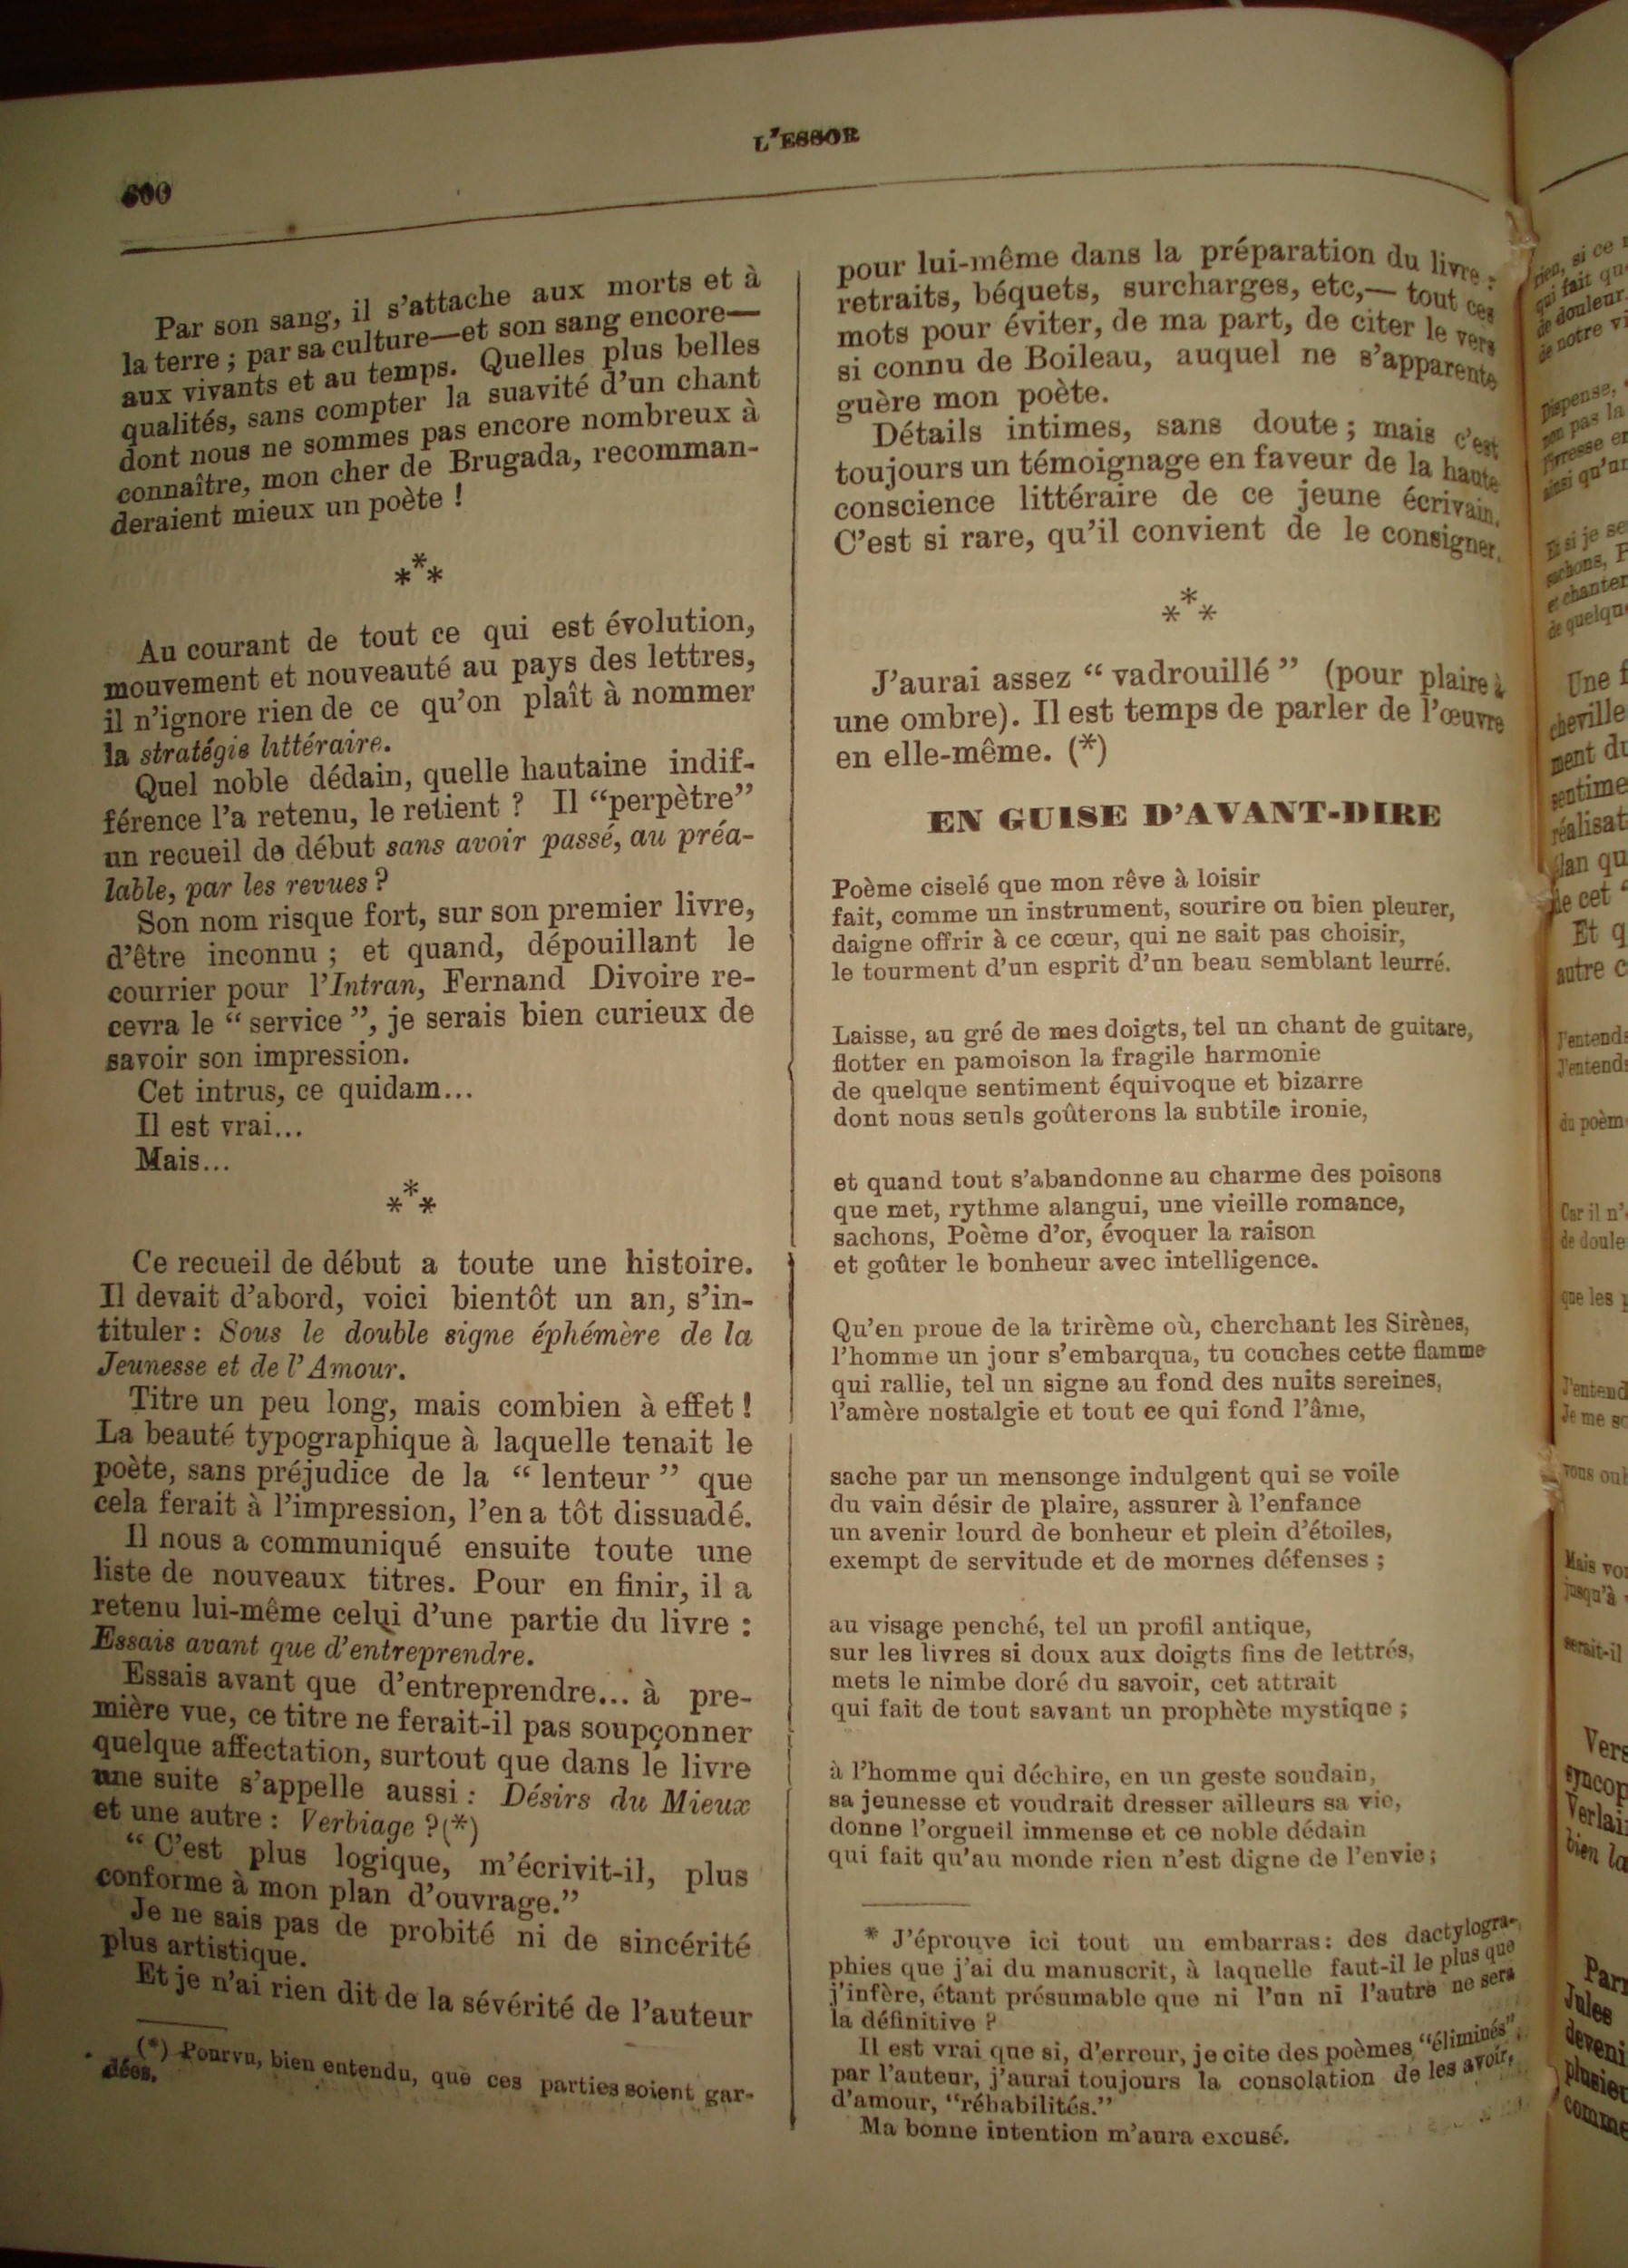 L'ESSOR
600
Par son sang, il s'attache aux morts et à
la terre ; par sa culture—et son sang encore—
aux vivants et au temps. Quelles plus belles
qualités, sans compter la suavité d'un chant
dont nous ne sommes pas encore nombreux à
connaître, mon cher de Brugada, recomman-
deraient mieux un poète !
***
Au courant de tout ce qui est évolution,
mouvement et nouveauté au pays des lettres,
il n'ignore rien de ce qu'on plaît à nommer
la stratégie littéraire.
Quel noble dédain, quelle hautaine indif-
férence l'a retenu, le retient ? Il “perpètre”
un recueil de début sans avoir passé, au préa-
lable, par les revues ?
Son nom risque fort, sur son premier livre,
d'être inconnu ; et quand, dépouillant le
courrier pour l'Intran, Fernand Divoire re-
cevra le “ service ”, je serais bien curieux de
savoir son impression.
Cet intrus, ce quidam...
Il est vrai...
Mais...
***
Ce recueil de début a toute une histoire.
Il devait d'abord, voici bientôt un an, s'in-
tituler : Sous le double signe éphémère de la
Jeunesse et de l'Amour.
Titre un peu long, mais combien à effet !
La beauté typographique à laquelle tenait le
poète, sans préjudice de la “ lenteur ” que
cela ferait à l'impression, l'en a tôt dissuadé.
Il nous a communiqué ensuite toute une
liste de nouveaux titres. Pour en finir, il a
retenu lui-même celui d'une partie du livre :
Essais avant que d'entreprendre.
Essais avant que d'entreprendre... à pre-
mière vue, ce titre ne ferait-il pas soupçonner
quelque affectation, surtout que dans le livre
une suite s'appelle aussi : Désirs du Mieux
et une autre : Verbiage ?(*)
“ C'est plus logique, m'écrivit-il, plus
conforme à mon plan d'ouvrage.”
Je ne sais pas de probité ni de sincérité
plus artistique.
Et je n'ai rien dit de la sévérité de l'auteur
(*) Pourvu, bien entendu, que ces parties soient gar-
dées.
pour lui-même dans la préparation du livre :
retraits, béquets, surcharges, etc,— tout ces
mots pour éviter, de ma part, de citer le vers
si connu de Boileau, auquel ne s'apparente
guère mon poète.
Détails intimes, sans doute ; mais c'est
toujours un témoignage en faveur de la haute
conscience littéraire de ce jeune écrivain.
C'est si rare, qu'il convient de le consigner.
***
J'aurai assez “ vadrouillé ” (pour plaire à
une ombre). Il est temps de parler de l'œuvre
en elle-même. (*)
EN GUISE D'AVANT-DIRE
Poème ciselé que mon rêve à loisir
fait, comme un instrument, sourire ou bien pleurer,
daigne offrir à ce cœur, qui ne sait pas choisir,
le tourment d'un esprit d'un beau semblant leurré.
Laisse, au gré de mes doigts, tel un chant de guitare,
flotter en pamoison la fragile harmonie
de quelque sentiment équivoque et bizarre
dont nous seuls goûterons la subtile ironie,
et quand tout s'abandonne au charme des poisons
que met, rythme alangui, une vieille romance,
sachons, Poème d'or, évoquer la raison
et goûter le bonheur avec intelligence.
Qu'en proue de la trirème où, cherchant les Sirènes,
l'homme un jour s'embarqua, tu couches cette flamme
qui rallie, tel un signe au fond des nuits sereines,
l'amère nostalgie et tout ce qui fond l'âme,
sache par un mensonge indulgent qui se voile
du vain désir de plaire, assurer à l'enfance
un avenir lourd de bonheur et plein d'étoiles,
exempt de servitude et de mornes défenses ;
au visage penché, tel un profil antique,
sur les livres si doux aux doigts fins de lettrés,
mets le nimbe doré du savoir, cet attrait
qui fait de tout savant un prophète mystique ;
à l'homme qui déchire, en un geste soudain,
sa jeunesse et voudrait dresser ailleurs sa vie,
donne l'orgueil immense et ce noble dédain
qui fait qu'au monde rien n'est digne de l'envie ;
* J'éprouve ici tout un embarras: des dactylogra-
phies que j'ai du manuscrit, à laquelle faut-il le plus que
j'infère, étant présumable que ni l'un ni l'autre ne sera
la définitive ?
Il est vrai que si, d'erreur, je cite des poèmes “éliminés”,
par l'auteur, j'aurai toujours la consolation de les avoir,
d'amour, “réhabilités.”
Ma bonne intention m'aura excusé.